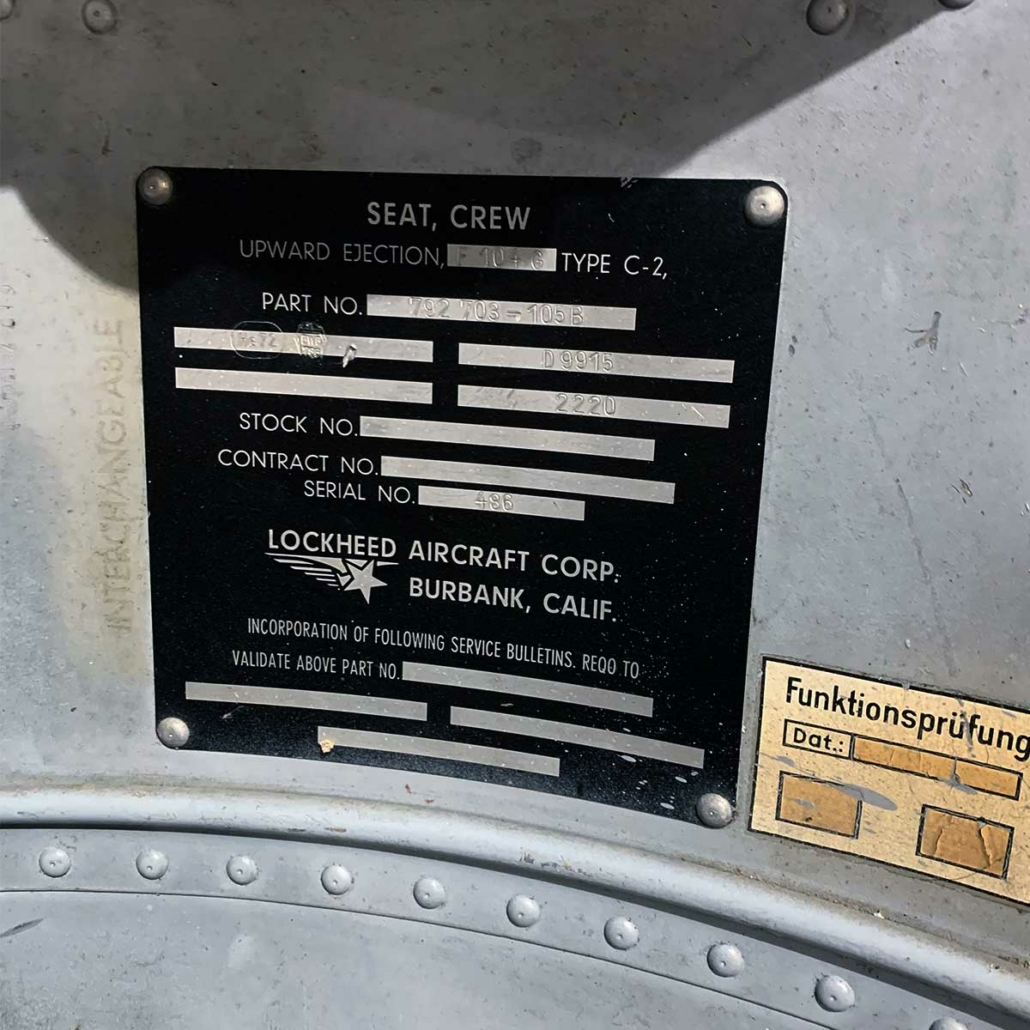 SEAT, CREW
UPWARD EJECTION, F 104 G TYPE C-2,
PART NO. 792 703-105B
D9915
2220
STOCK NO.
CONTRACT NO.
SERIAL NO. 486
LOCKHEED AIRCRAFT CORP.
BURBANK, CALIF.
INCORPORATION OF FOLLOWING SERVICE BULLETINS. REQD TO
VALIDATE ABOVE PART NO.
INTERCHANGEABLE
Funktionsprüfung
Dat.: